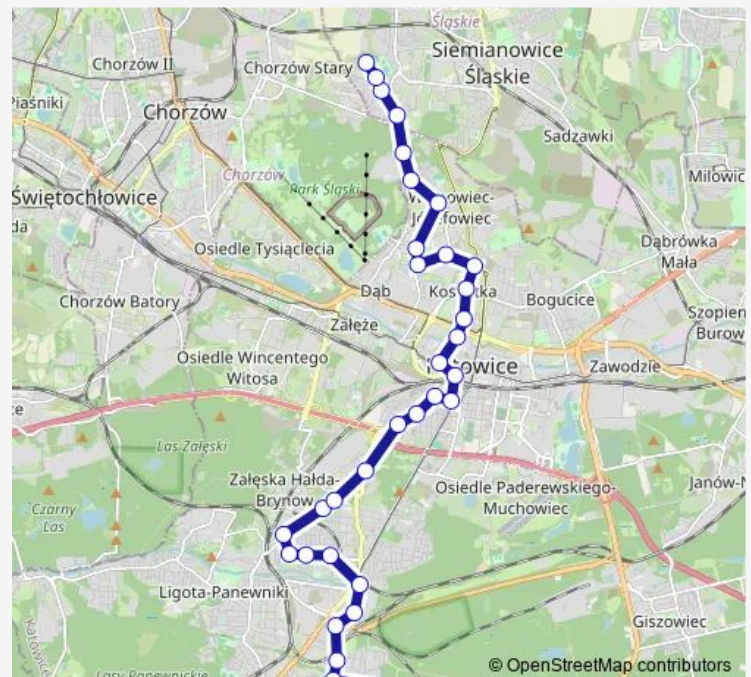 Śląskie
Siemianowice
Śląskie
Chorzów II
Chorzów Stary
Piaśniki
Chorzów
Sadzawki
Chorzów
Park Śląski
Milowic
Świętochłowice
Dąbrówka
Mała
Osiedle Tysiąclecia
Dąb
Chorzów Batory
Bogucice
Szopien
Burow
Załęże
Osiedle Wincentego
Witosa
Zawodzie
Las Załęski
Załęska Hałda-
Brynow
Osiedle Paderewskiego-
Muchowiec
Janów-N
Czarny
Las
Ligota-Panewniki
Giszowiec
Katowice
Lasy Panewnickie
© OpenStreetMap contributors